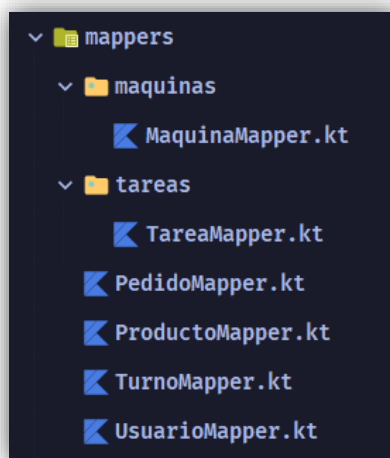 mappers
maquinas
MaquinaMapper.kt
tareas
TareaMapper.kt
PedidoMapper.kt
ProductoMapper.kt
TurnoMapper.kt
UsuarioMapper.kt